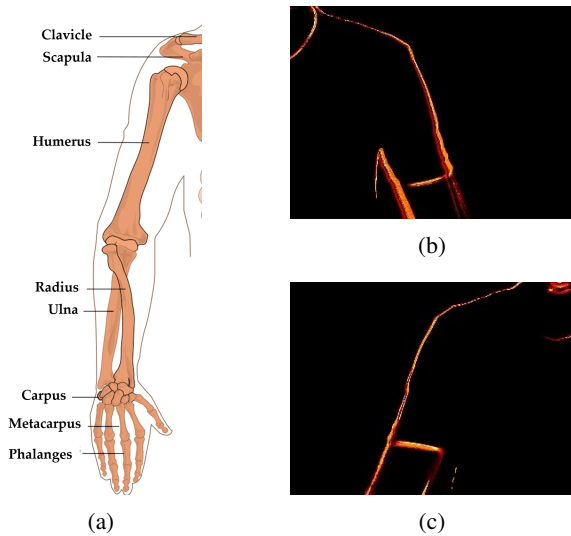 Clavicle
Scapula
Humerus
Radius
Ulna
Carpus
Metacarpus
Phalanges
(a)
(b)
(c)